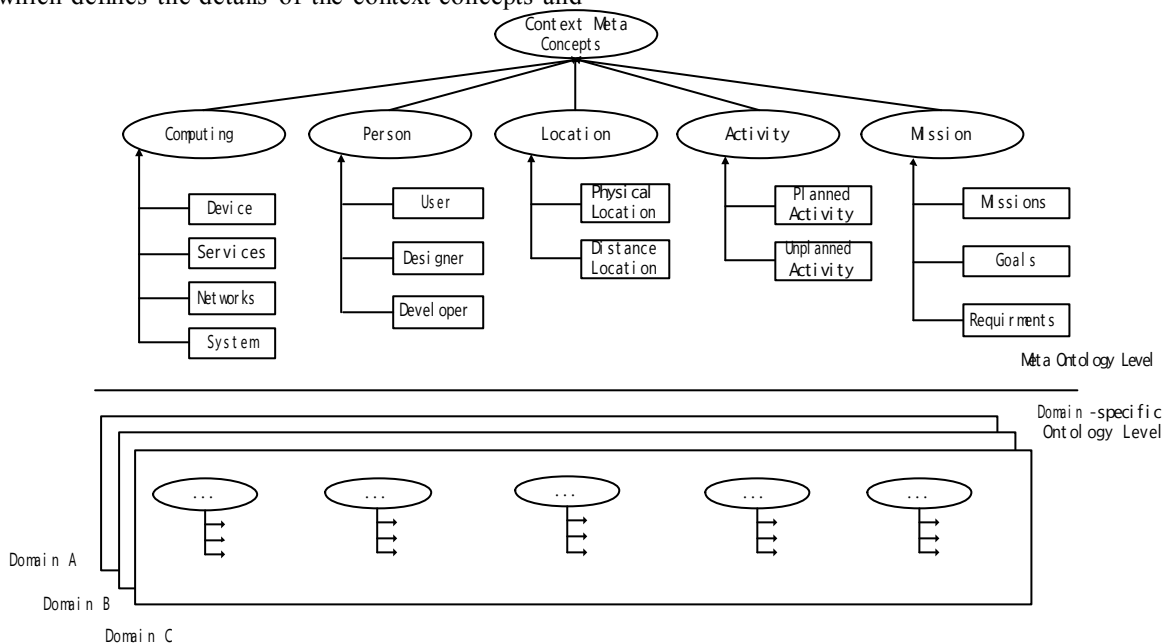 which defines the details of the context concepts and
Context Meta
Concepts
Computing
Person
Location
Activity
Mission
Device
Services
Networks
System
User
Designer
Developer
Physical
Location
Distance
Location
Planned
Activity
Unplanned
Activity
Missions
Goals
Requirments
Meta Ontology Level
Domain -specific
Ontology Level
...
...
...
...
...
Domain A
Domain B
Domain C